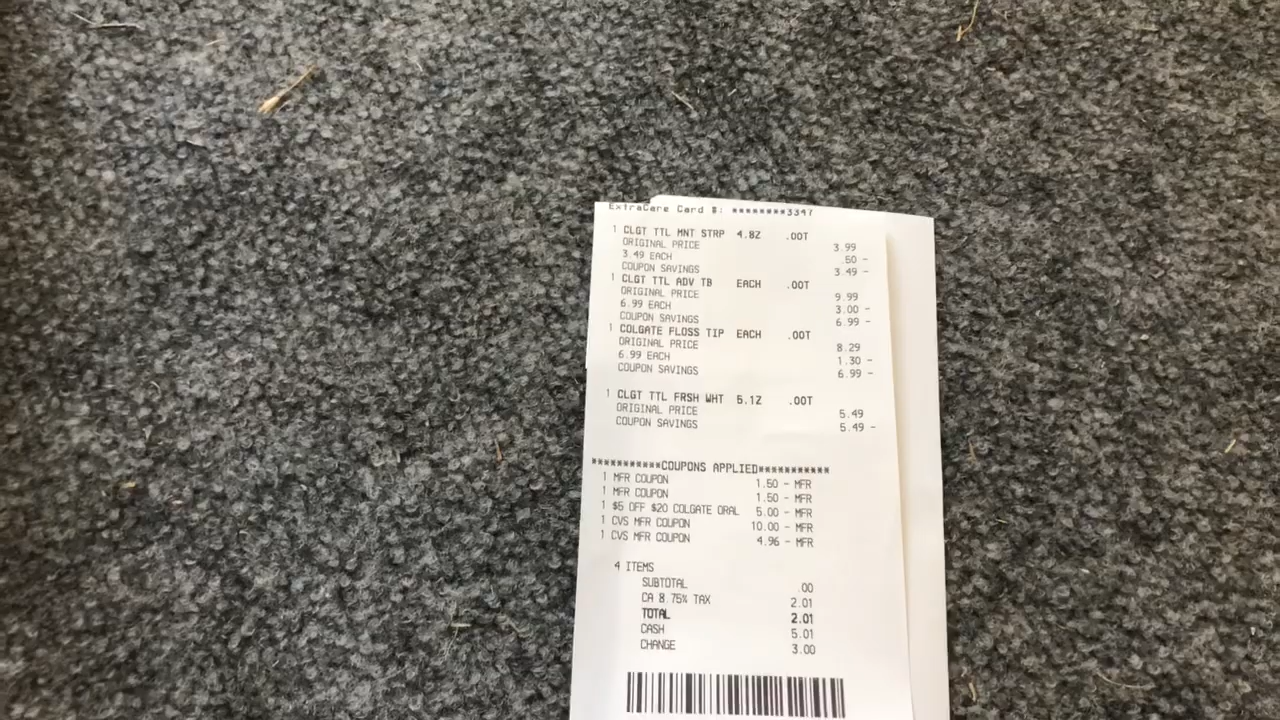 ExtraCare Card #: ********3347
1 CLGT TTL MNT STRP 4.8Z .00T
ORIGINAL PRICE 3.99
3.49 EACH .50 -
COUPON SAVINGS 3.49 -
1 CLGT TTL ADV TB EACH .00T
ORIGINAL PRICE 9.99
6.99 EACH 3.00 -
COUPON SAVINGS 6.99 -
1 COLGATE FLOSS TIP EACH .00T
ORIGINAL PRICE 8.29
6.99 EACH 1.30 -
COUPON SAVINGS 6.99 -
1 CLGT TTL FRSH WHT 5.1Z .00T
ORIGINAL PRICE 5.49
COUPON SAVINGS 5.49 -
***********COUPONS APPLIED***********
1 MFR COUPON 1.50 - MFR
1 MFR COUPON 1.50 - MFR
1 $5 OFF $20 COLGATE ORAL 5.00 - MFR
1 CVS MFR COUPON 10.00 - MFR
1 CVS MFR COUPON 4.96 - MFR
4 ITEMS
SUBTOTAL .00
CA 8.75% TAX 2.01
TOTAL 2.01
CASH 5.01
CHANGE 3.00